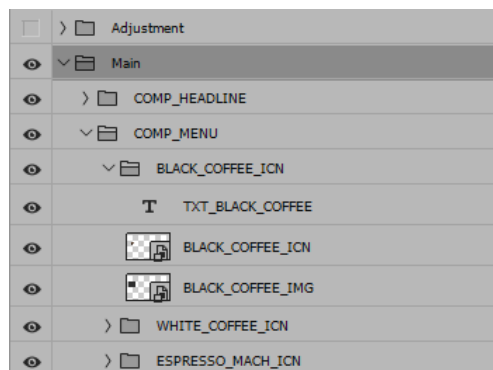 Adjustment
Main
COMP_HEADLINE
COMP_MENU
BLACK_COFFEE_ICN
T TXT_BLACK_COFFEE
BLACK_COFFEE_ICN
BLACK_COFFEE_IMG
WHITE_COFFEE_ICN
ESPRESSO_MACH_ICN